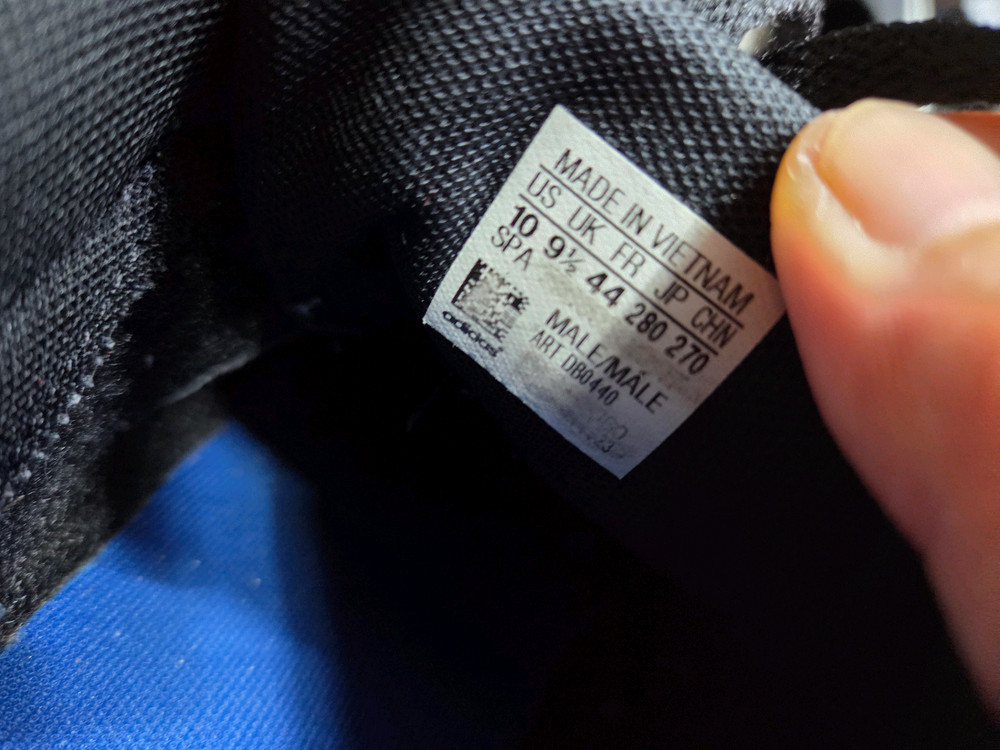 MADE IN VIETNAM
US UK FR JP CHN
10 9½ 44 280 270
SPA
MALE/MÂLE
ART DB0440
adidas